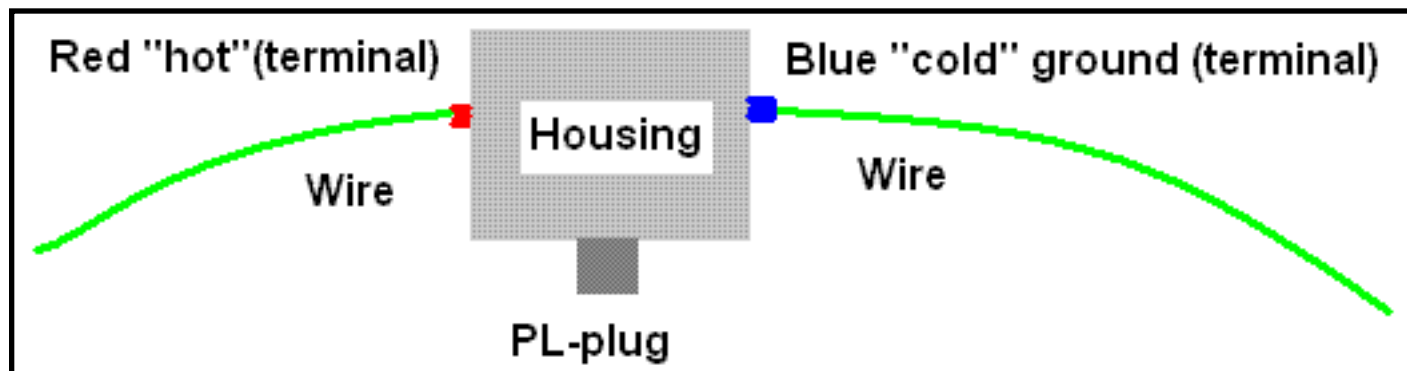 Red "hot"(terminal)
Blue "cold" ground (terminal)
Housing
Wire
Wire
PL-plug